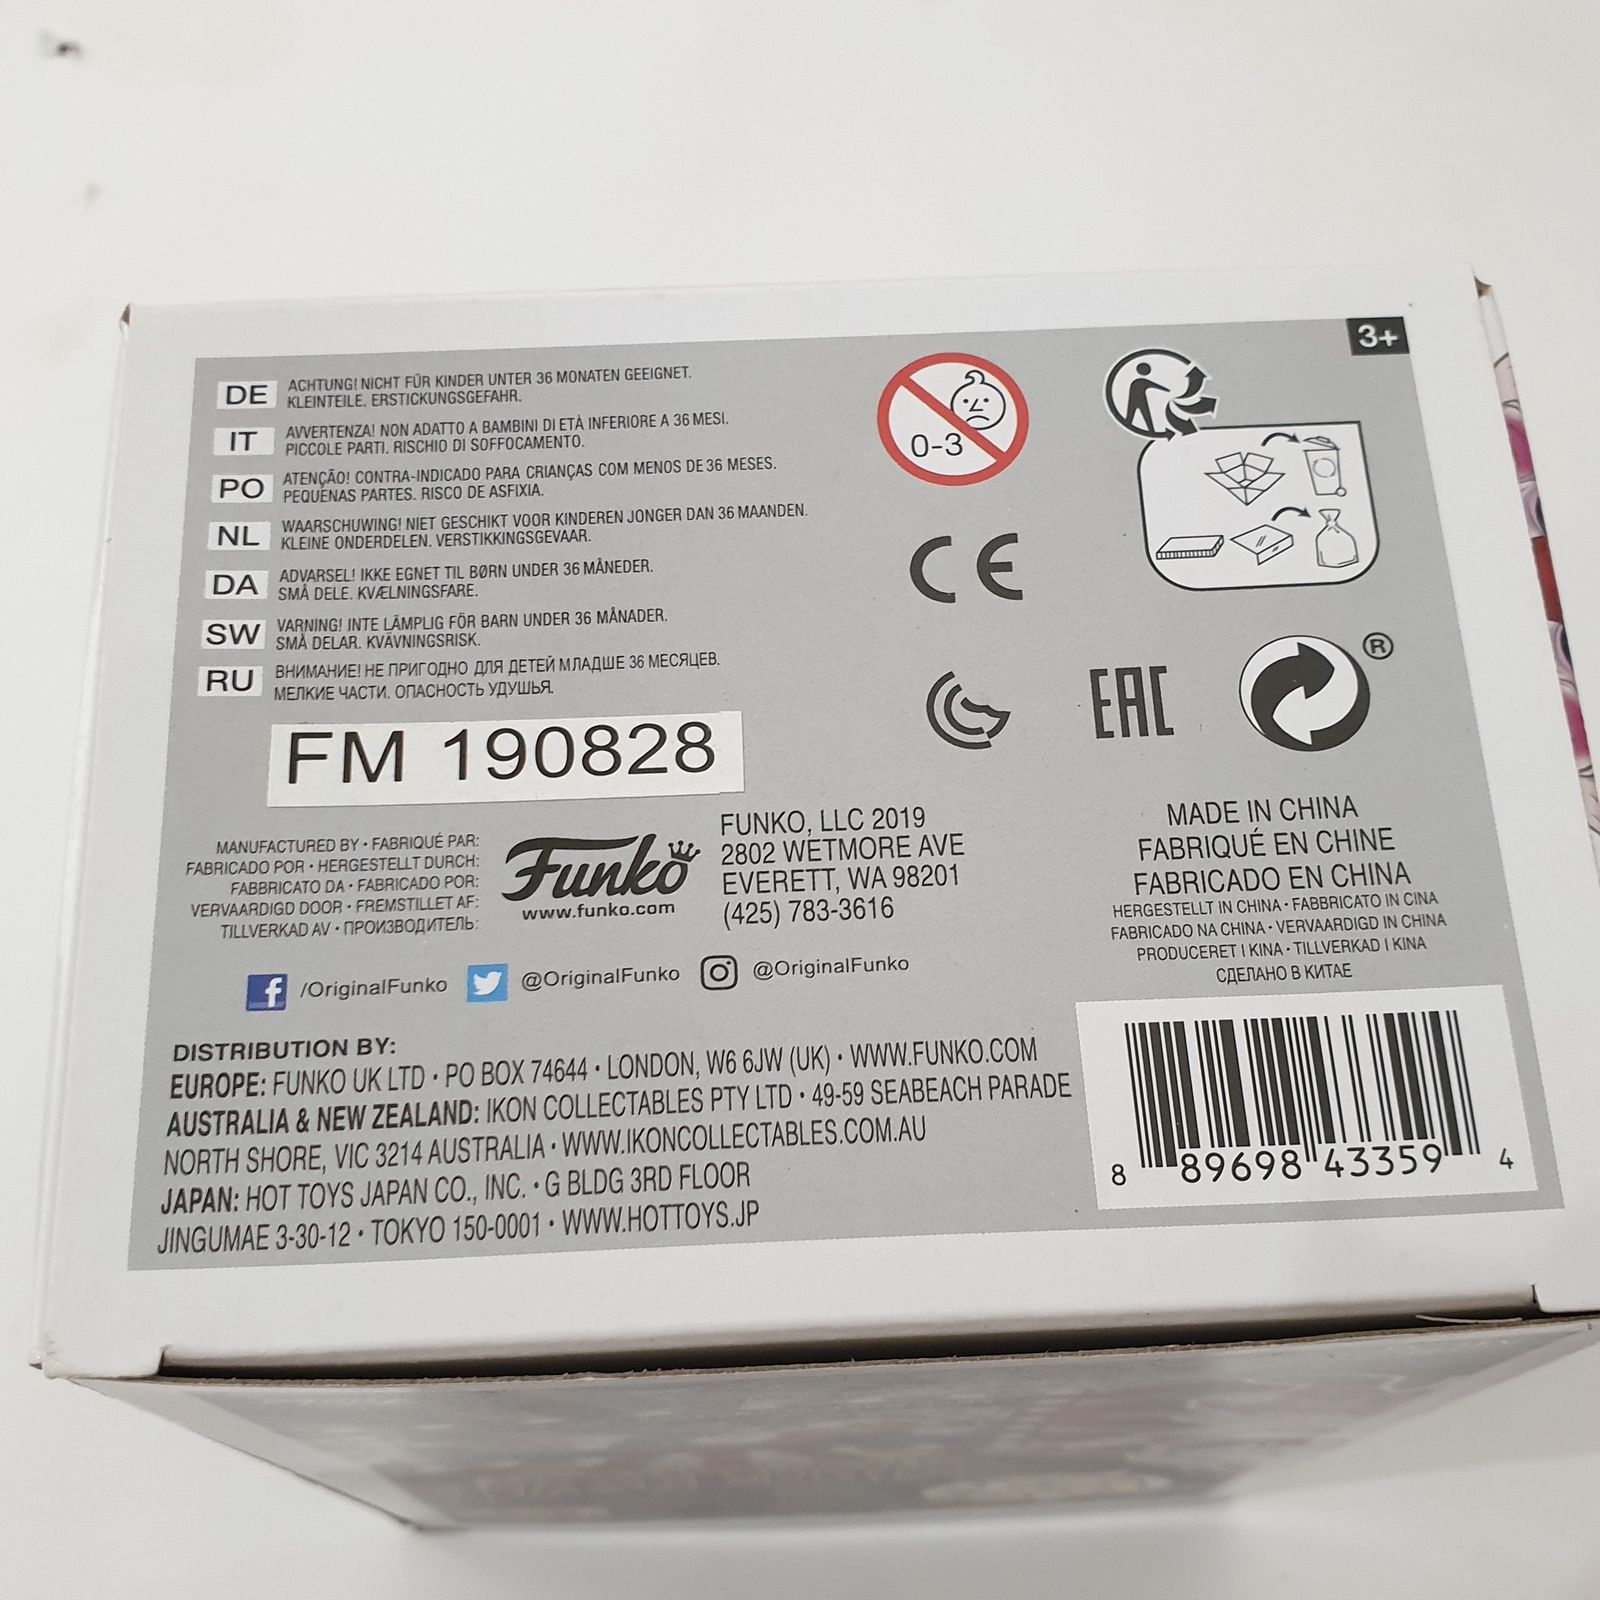 3+
DE ACHTUNG! NICHT FÜR KINDER UNTER 36 MONATEN GEEIGNET.
KLEINTEILE. ERSTICKUNGSGEFAHR.
IT AVVERTENZA! NON ADATTO A BAMBINI DI ETÀ INFERIORE A 36 MESI.
PICCOLE PARTI. RISCHIO DI SOFFOCAMENTO.
PO ATENÇÃO! CONTRA-INDICADO PARA CRIANÇAS COM MENOS DE 36 MESES.
PEQUENAS PARTES. RISCO DE ASFIXIA.
NL WAARSCHUWING! NIET GESCHIKT VOOR KINDEREN JONGER DAN 36 MAANDEN.
KLEINE ONDERDELEN. VERSTIKKINGSGEVAAR.
DA ADVARSEL! IKKE EGNET TIL BØRN UNDER 36 MÅNEDER.
SMÅ DELE. KVÆLNINGSFARE.
SW VARNING! INTE LÄMPLIG FÖR BARN UNDER 36 MÅNADER.
SMÅ DELAR. KVÄVNINGSRISK.
RU ВНИМАНИЕ! НЕ ПРИГОДНО ДЛЯ ДЕТЕЙ МЛАДШЕ 36 МЕСЯЦЕВ.
МЕЛКИЕ ЧАСТИ. ОПАСНОСТЬ УДУШЬЯ.
0-3
CE
EAC
®
FM 190828
MANUFACTURED BY • FABRIQUÉ PAR:
FABRICADO POR • HERGESTELLT DURCH:
FABBRICATO DA • FABRICADO POR:
VERVAARDIGD DOOR • FREMSTILLET AF:
TILLVERKAD AV • ПРОИЗВОДИТЕЛЬ:
Funko
www.funko.com
FUNKO, LLC 2019
2802 WETMORE AVE
EVERETT, WA 98201
(425) 783-3616
MADE IN CHINA
FABRIQUÉ EN CHINE
FABRICADO EN CHINA
HERGESTELLT IN CHINA • FABBRICATO IN CINA
FABRICADO NA CHINA • VERVAARDIGD IN CHINA
PRODUCERET I KINA • TILLVERKAD I KINA
СДЕЛАНО В КИТАЕ
/OriginalFunko @OriginalFunko @OriginalFunko
DISTRIBUTION BY:
EUROPE: FUNKO UK LTD • PO BOX 74644 • LONDON, W6 6JW (UK) • WWW.FUNKO.COM
AUSTRALIA & NEW ZEALAND: IKON COLLECTABLES PTY LTD • 49-59 SEABEACH PARADE
NORTH SHORE, VIC 3214 AUSTRALIA • WWW.IKONCOLLECTABLES.COM.AU
JAPAN: HOT TOYS JAPAN CO., INC. • G BLDG 3RD FLOOR
JINGUMAE 3-30-12 • TOKYO 150-0001 • WWW.HOTTOYS.JP
8 89698 43359 4